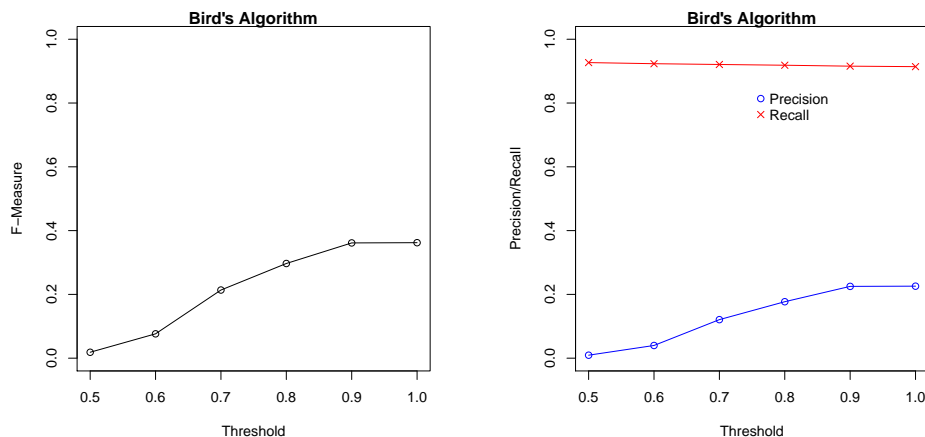 Bird's Algorithm
F−Measure
1.0
0.8
0.6
0.4
0.2
0.0
0.5 0.6 0.7 0.8 0.9 1.0
Threshold
Bird's Algorithm
Precision/Recall
1.0
0.8
0.6
0.4
0.2
0.0
Precision
Recall
0.5 0.6 0.7 0.8 0.9 1.0
Threshold